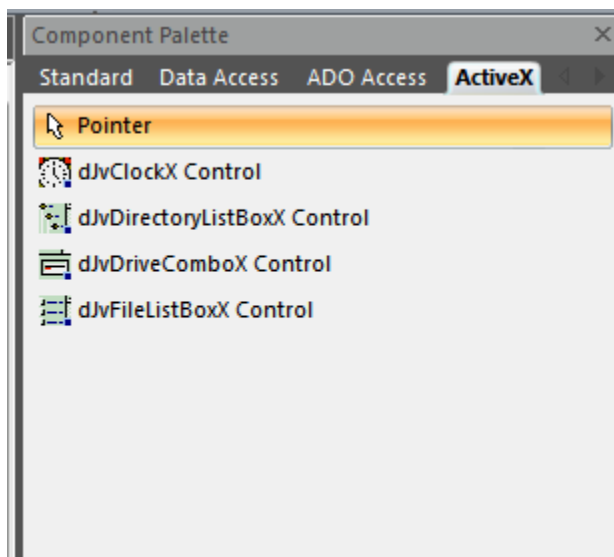 Component Palette
Standard Data Access ADO Access ActiveX
Pointer
dJvClockX Control
dJvDirectoryListBoxX Control
dJvDriveComboX Control
dJvFileListBoxX Control